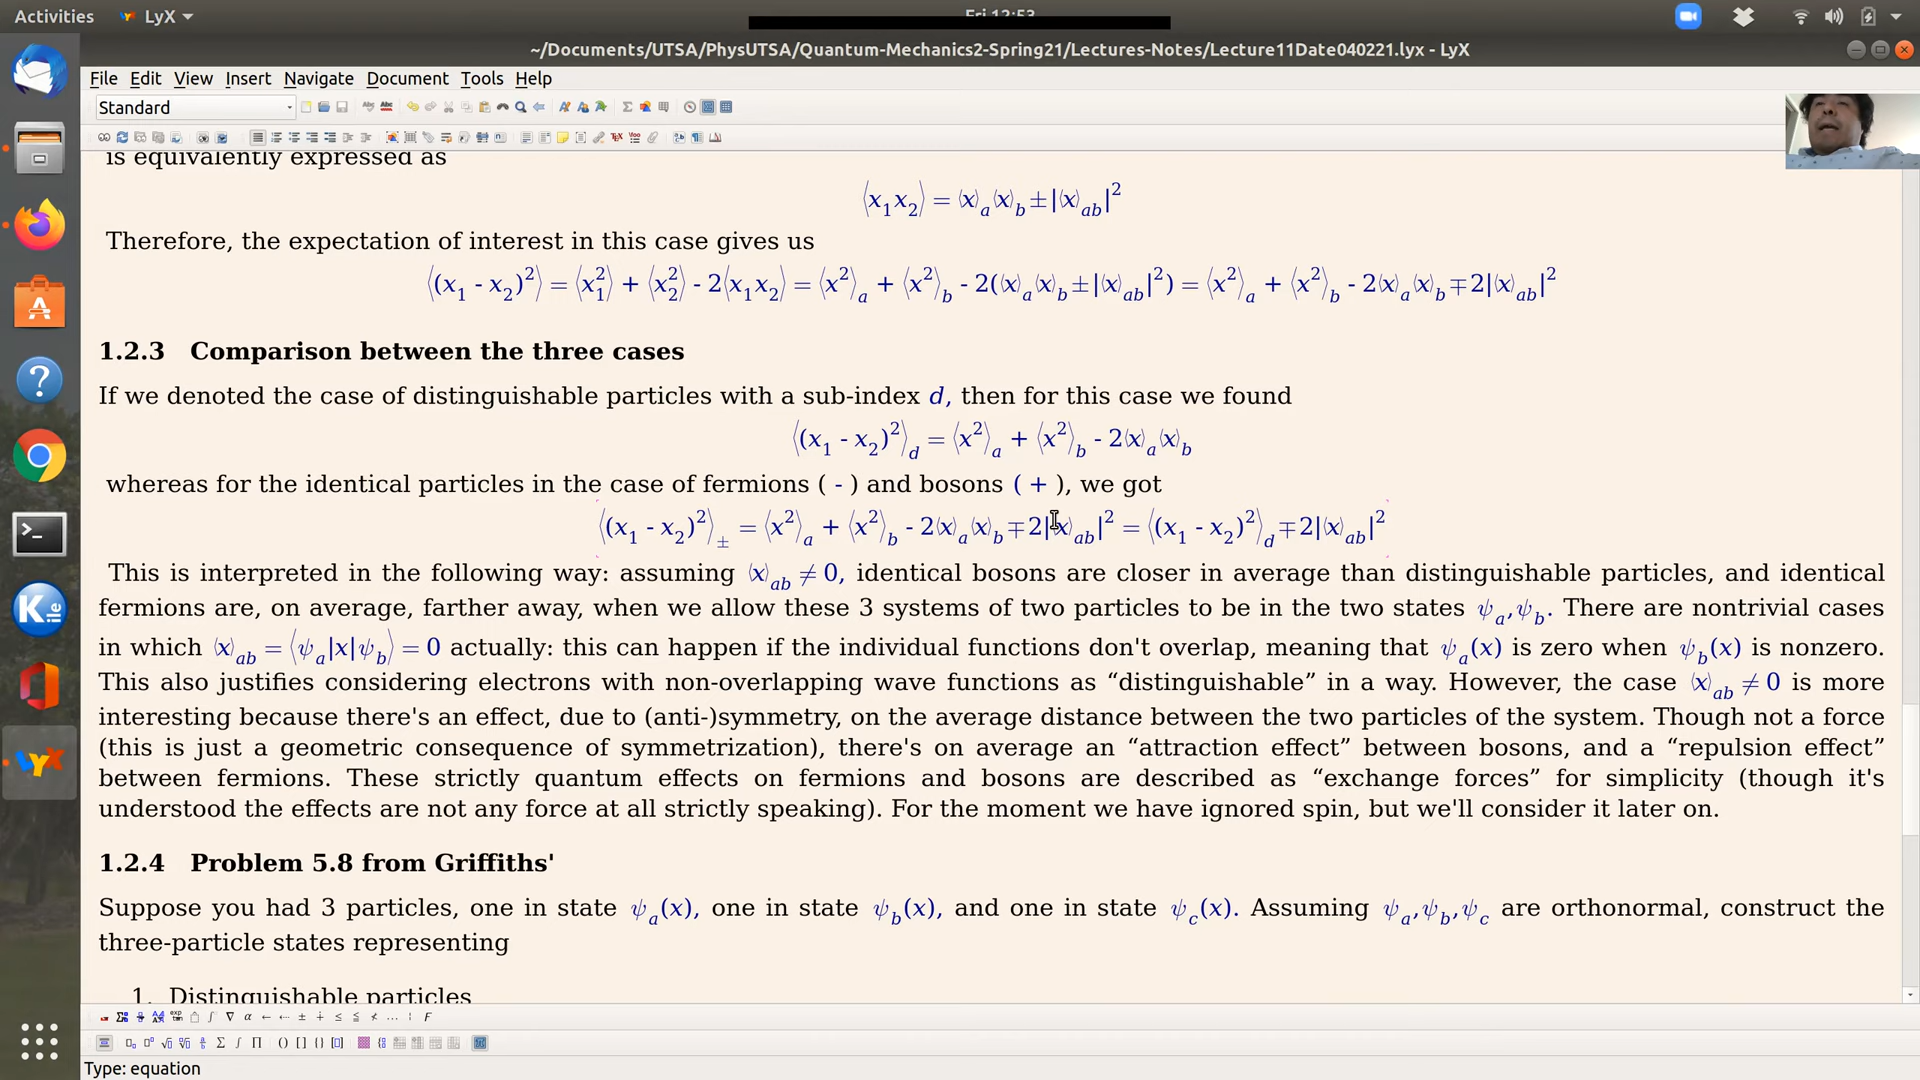 Activities LyX Fri 12:53
~/Documents/UTSA/PhysUTSA/Quantum-Mechanics2-Spring21/Lectures-Notes/Lecture11Date040221.lyx - LyX
File Edit View Insert Navigate Document Tools Help
Standard
is equivalently expressed as
⟨x₁x₂⟩ = ⟨x⟩_a⟨x⟩_b ± |⟨x⟩_ab|²
Therefore, the expectation of interest in this case gives us
⟨(x₁ - x₂)²⟩ = ⟨x₁²⟩ + ⟨x₂²⟩ - 2⟨x₁x₂⟩ = ⟨x²⟩_a + ⟨x²⟩_b - 2(⟨x⟩_a⟨x⟩_b ± |⟨x⟩_ab|²) = ⟨x²⟩_a + ⟨x²⟩_b - 2⟨x⟩_a⟨x⟩_b ∓ 2|⟨x⟩_ab|²
1.2.3 Comparison between the three cases
If we denoted the case of distinguishable particles with a sub-index d, then for this case we found
⟨(x₁ - x₂)²⟩_d = ⟨x²⟩_a + ⟨x²⟩_b - 2⟨x⟩_a⟨x⟩_b
whereas for the identical particles in the case of fermions ( - ) and bosons ( + ), we got
⟨(x₁ - x₂)²⟩_± = ⟨x²⟩_a + ⟨x²⟩_b - 2⟨x⟩_a⟨x⟩_b ∓ 2|⟨x⟩_ab|² = ⟨(x₁ - x₂)²⟩_d ∓ 2|⟨x⟩_ab|²
This is interpreted in the following way: assuming ⟨x⟩_ab ≠ 0, identical bosons are closer in average than distinguishable particles, and identical
fermions are, on average, farther away, when we allow these 3 systems of two particles to be in the two states ψ_a,ψ_b. There are nontrivial cases
in which ⟨x⟩_ab = ⟨ψ_a|x|ψ_b⟩ = 0 actually: this can happen if the individual functions don't overlap, meaning that ψ_a(x) is zero when ψ_b(x) is nonzero.
This also justifies considering electrons with non-overlapping wave functions as “distinguishable” in a way. However, the case ⟨x⟩_ab ≠ 0 is more
interesting because there's an effect, due to (anti-)symmetry, on the average distance between the two particles of the system. Though not a force
(this is just a geometric consequence of symmetrization), there's on average an “attraction effect” between bosons, and a “repulsion effect”
between fermions. These strictly quantum effects on fermions and bosons are described as “exchange forces” for simplicity (though it's
understood the effects are not any force at all strictly speaking). For the moment we have ignored spin, but we'll consider it later on.
1.2.4 Problem 5.8 from Griffiths'
Suppose you had 3 particles, one in state ψ_a(x), one in state ψ_b(x), and one in state ψ_c(x). Assuming ψ_a,ψ_b,ψ_c are orthonormal, construct the
three-particle states representing
1. Distinguishable particles
Type: equation